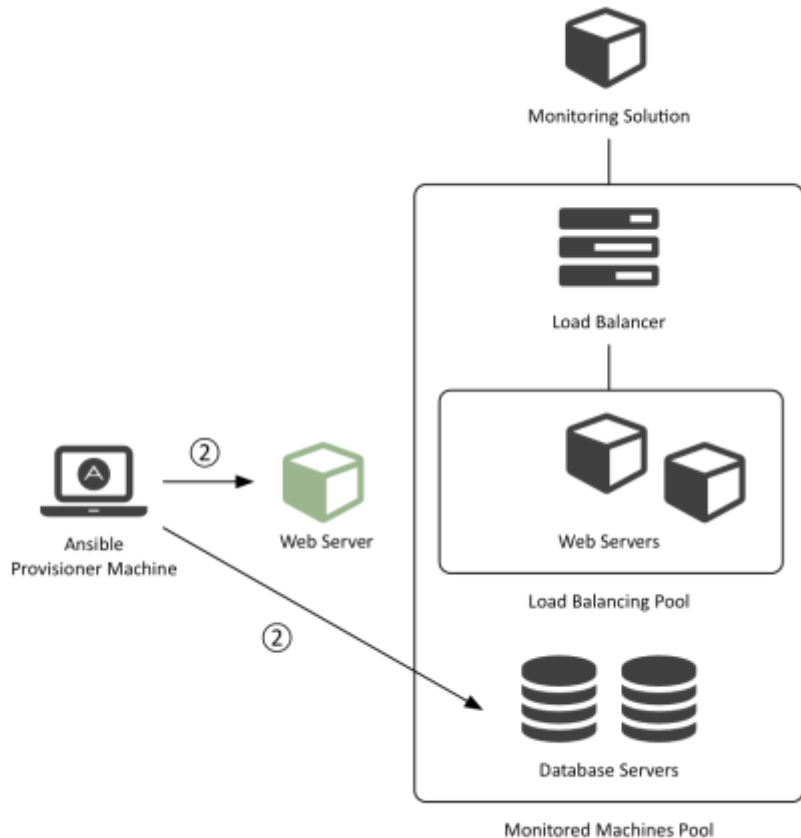 Monitoring Solution
Load Balancer
Web Servers
Load Balancing Pool
②
Web Server
Ansible
Provisioner Machine
②
Database Servers
Monitored Machines Pool